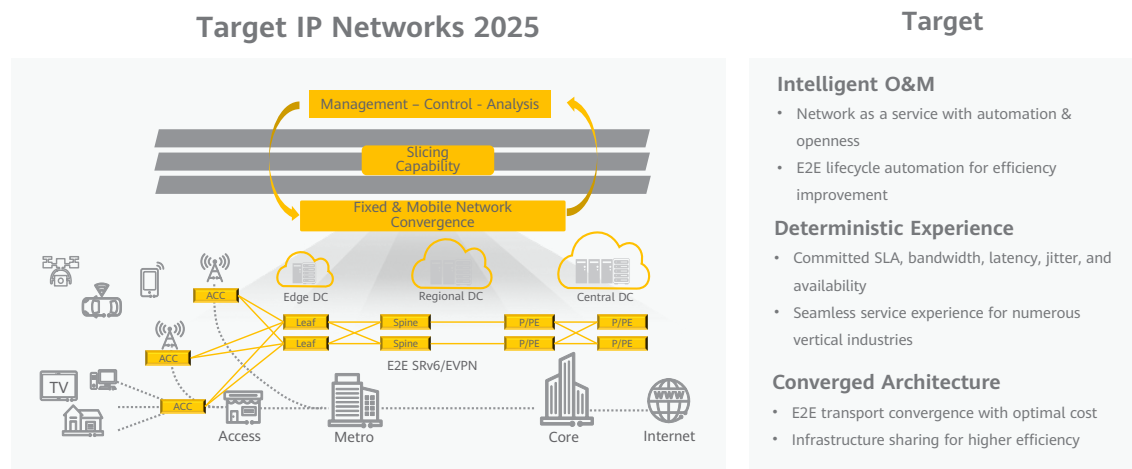 Target IP Networks 2025
Management – Control - Analysis
Slicing
Capability
Fixed & Mobile Network
Convergence
Edge DC
Regional DC
Central DC
ACC
Leaf
Spine
P/PE
P/PE
Leaf
Spine
P/PE
P/PE
ACC
E2E SRv6/EVPN
TV
ACC
WWW
Access
Metro
Core
Internet
Target
Intelligent O&M
• Network as a service with automation &
openness
• E2E lifecycle automation for efficiency
improvement
Deterministic Experience
• Committed SLA, bandwidth, latency, jitter, and
availability
• Seamless service experience for numerous
vertical industries
Converged Architecture
• E2E transport convergence with optimal cost
• Infrastructure sharing for higher efficiency